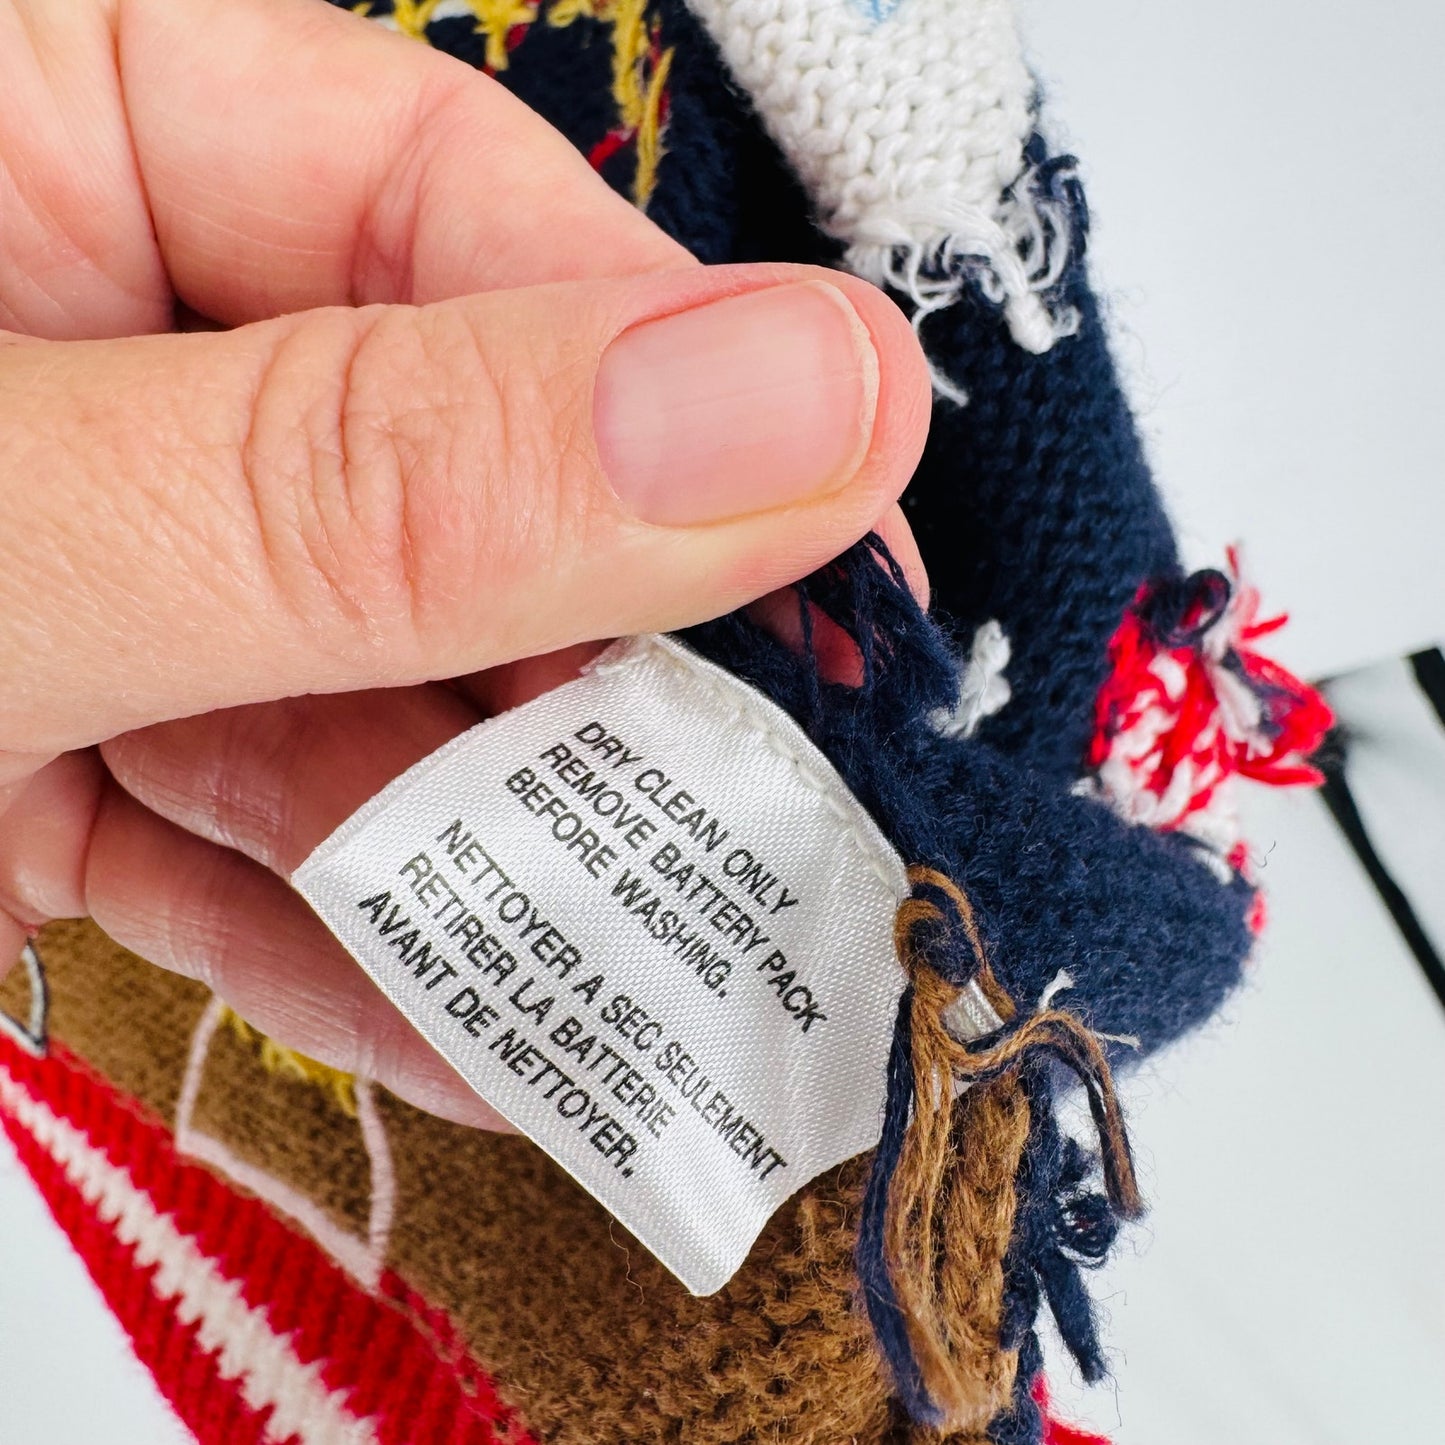 DRY CLEAN ONLY
REMOVE BATTERY PACK
BEFORE WASHING.
NETTOYER A SEC SEULEMENT
RETIRER LA BATTERIE
AVANT DE NETTOYER.